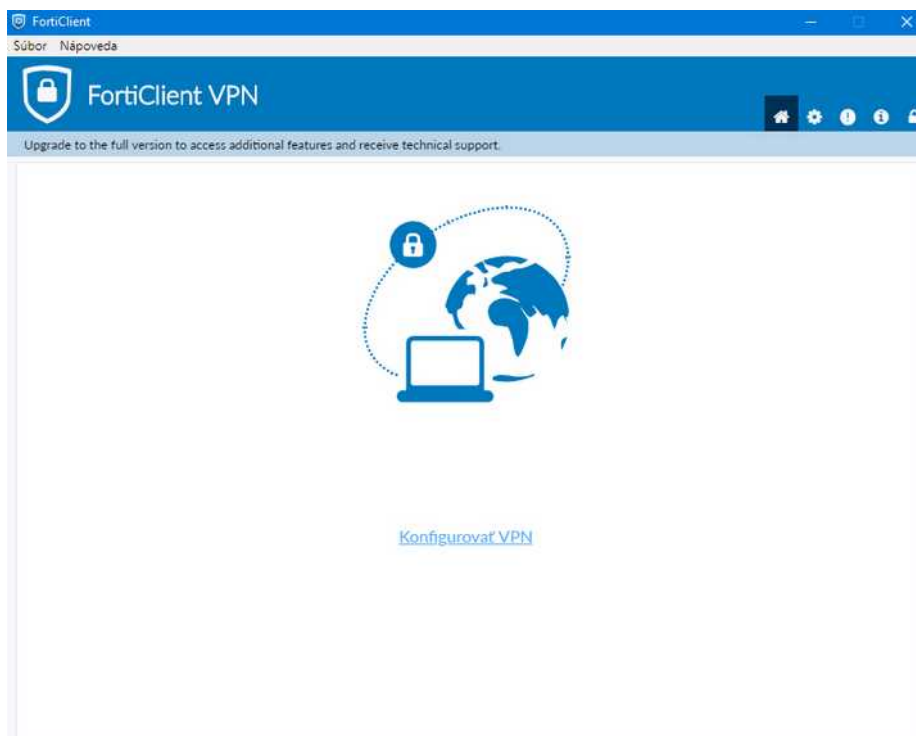 FortiClient
Súbor Nápoveda
FortiClient VPN
Upgrade to the full version to access additional features and receive technical support.
Konfigurovať VPN